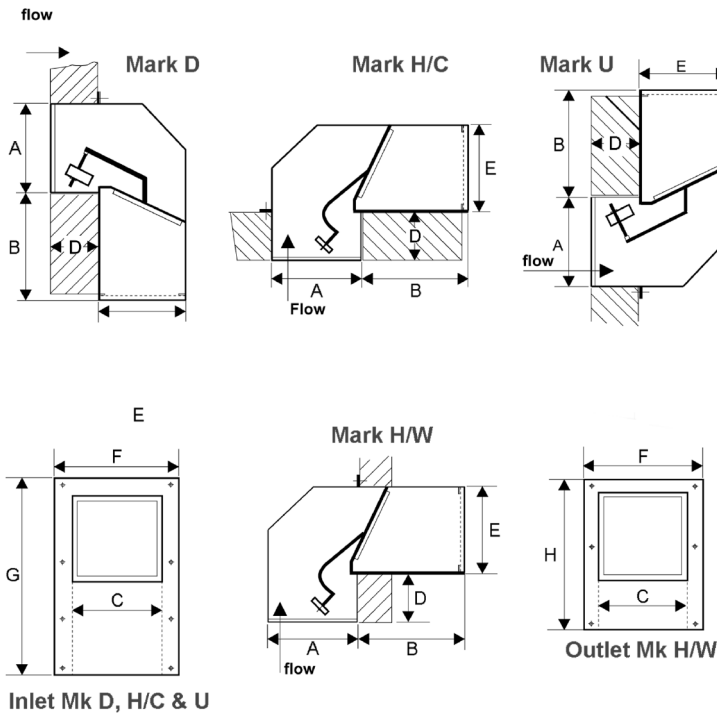 flow
Mark D
Mark H/C
Mark U
E
A
B
E
B
D
D
D
A
flow
A
B
Flow
E
Mark H/W
F
F
G
C
E
D
H
C
A
B
flow
Outlet Mk H/W
Inlet Mk D, H/C & U